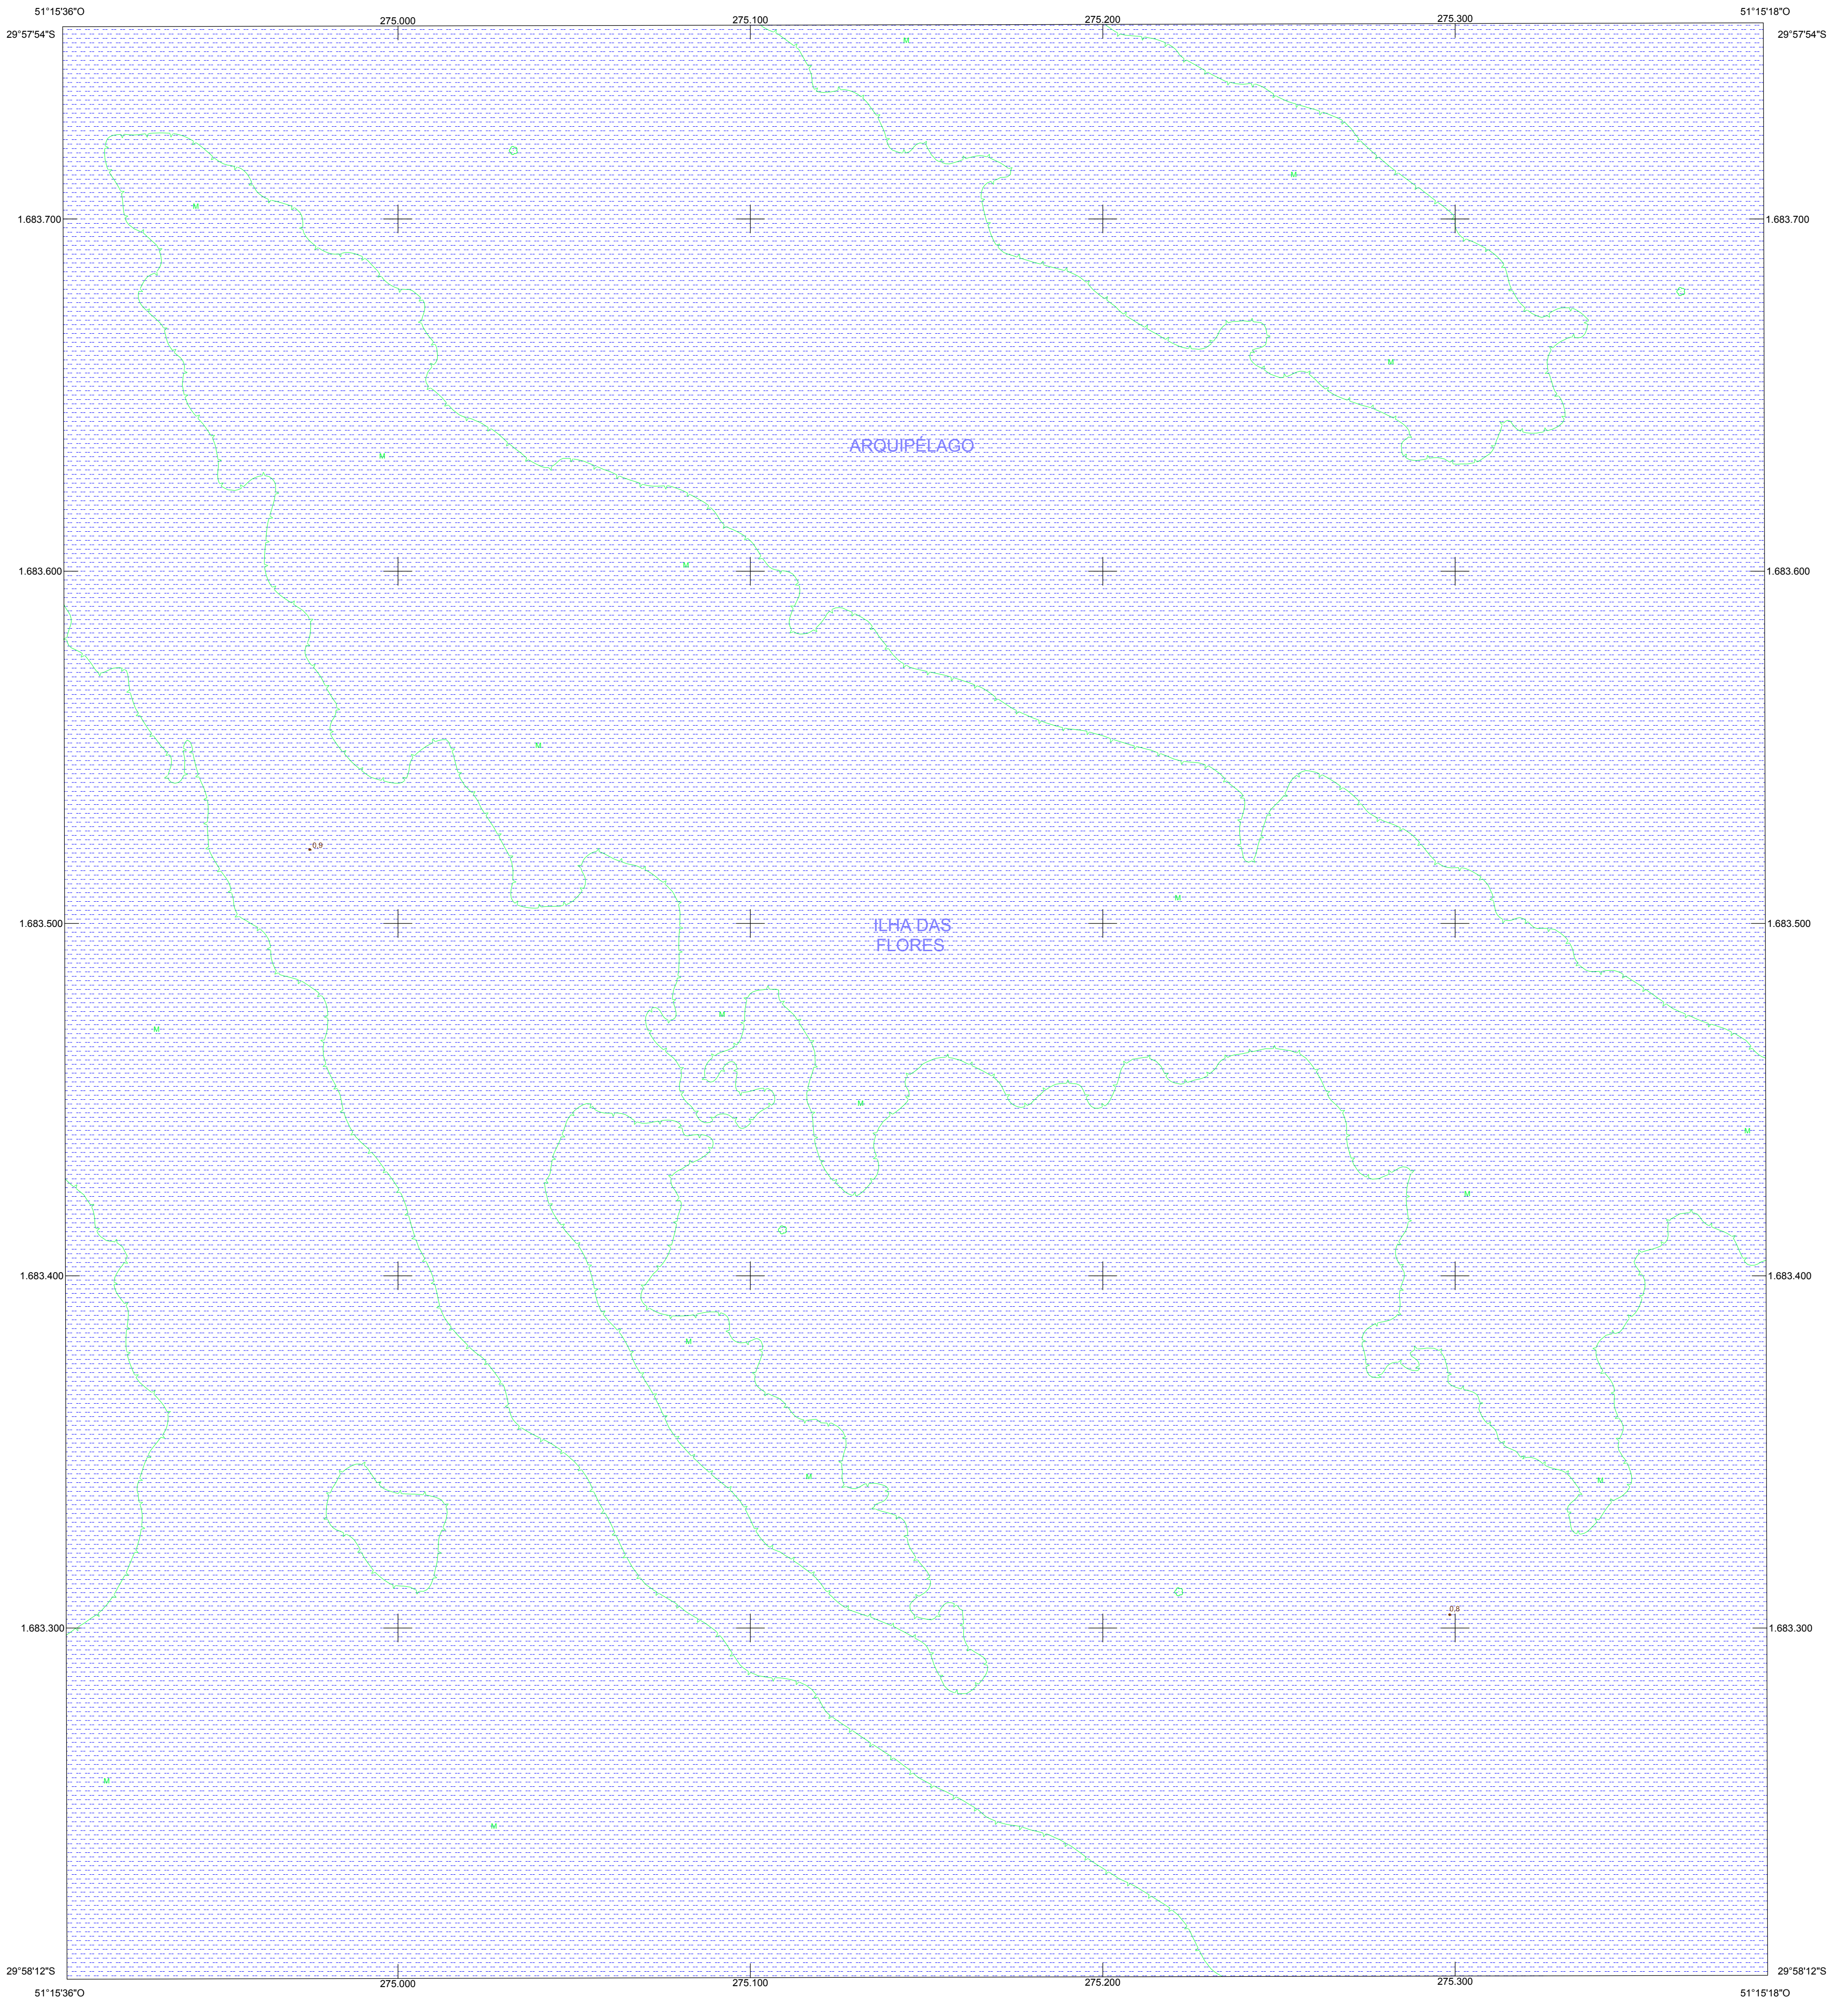 51°15'36"O
275.000
275.100
275.200
275.300
51°15'18"O
29°57'54"S
29°57'54"S
M
M
M
1.683.700
1.683.700
M
ARQUIPÉLAGO
M
M
1.683.600
1.683.600
M
0,9
M
1.683.500
ILHA DAS
FLORES
1.683.500
M
M
M
M
M
1.683.400
1.683.400
M
M
M
0,8
1.683.300
1.683.300
M
M
29°58'12"S
29°58'12"S
275.000
275.100
275.200
275.300
51°15'36"O
51°15'18"O